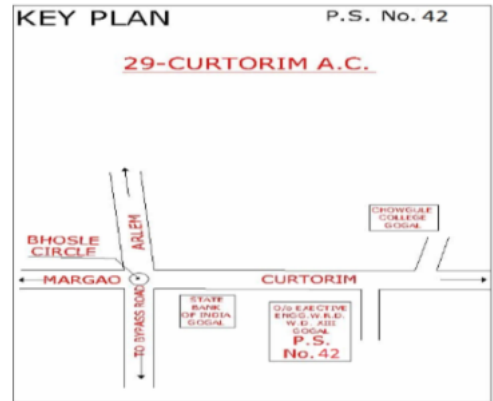 KEY PLAN
P.S. No. 42
29-CURTORIM A.C.
ARLEM
CHOWGULE
COLLEGE
GOGAL
BHOSLE
CIRCLE
MARGAO
CURTORIM
TO BYPASS ROAD
STATE
BANK
OF INDIA
GOGAL
O/o EXECTIVE
ENGG.W.R.D.
W.D. XIII
GOGAL
P.S.
No. 42